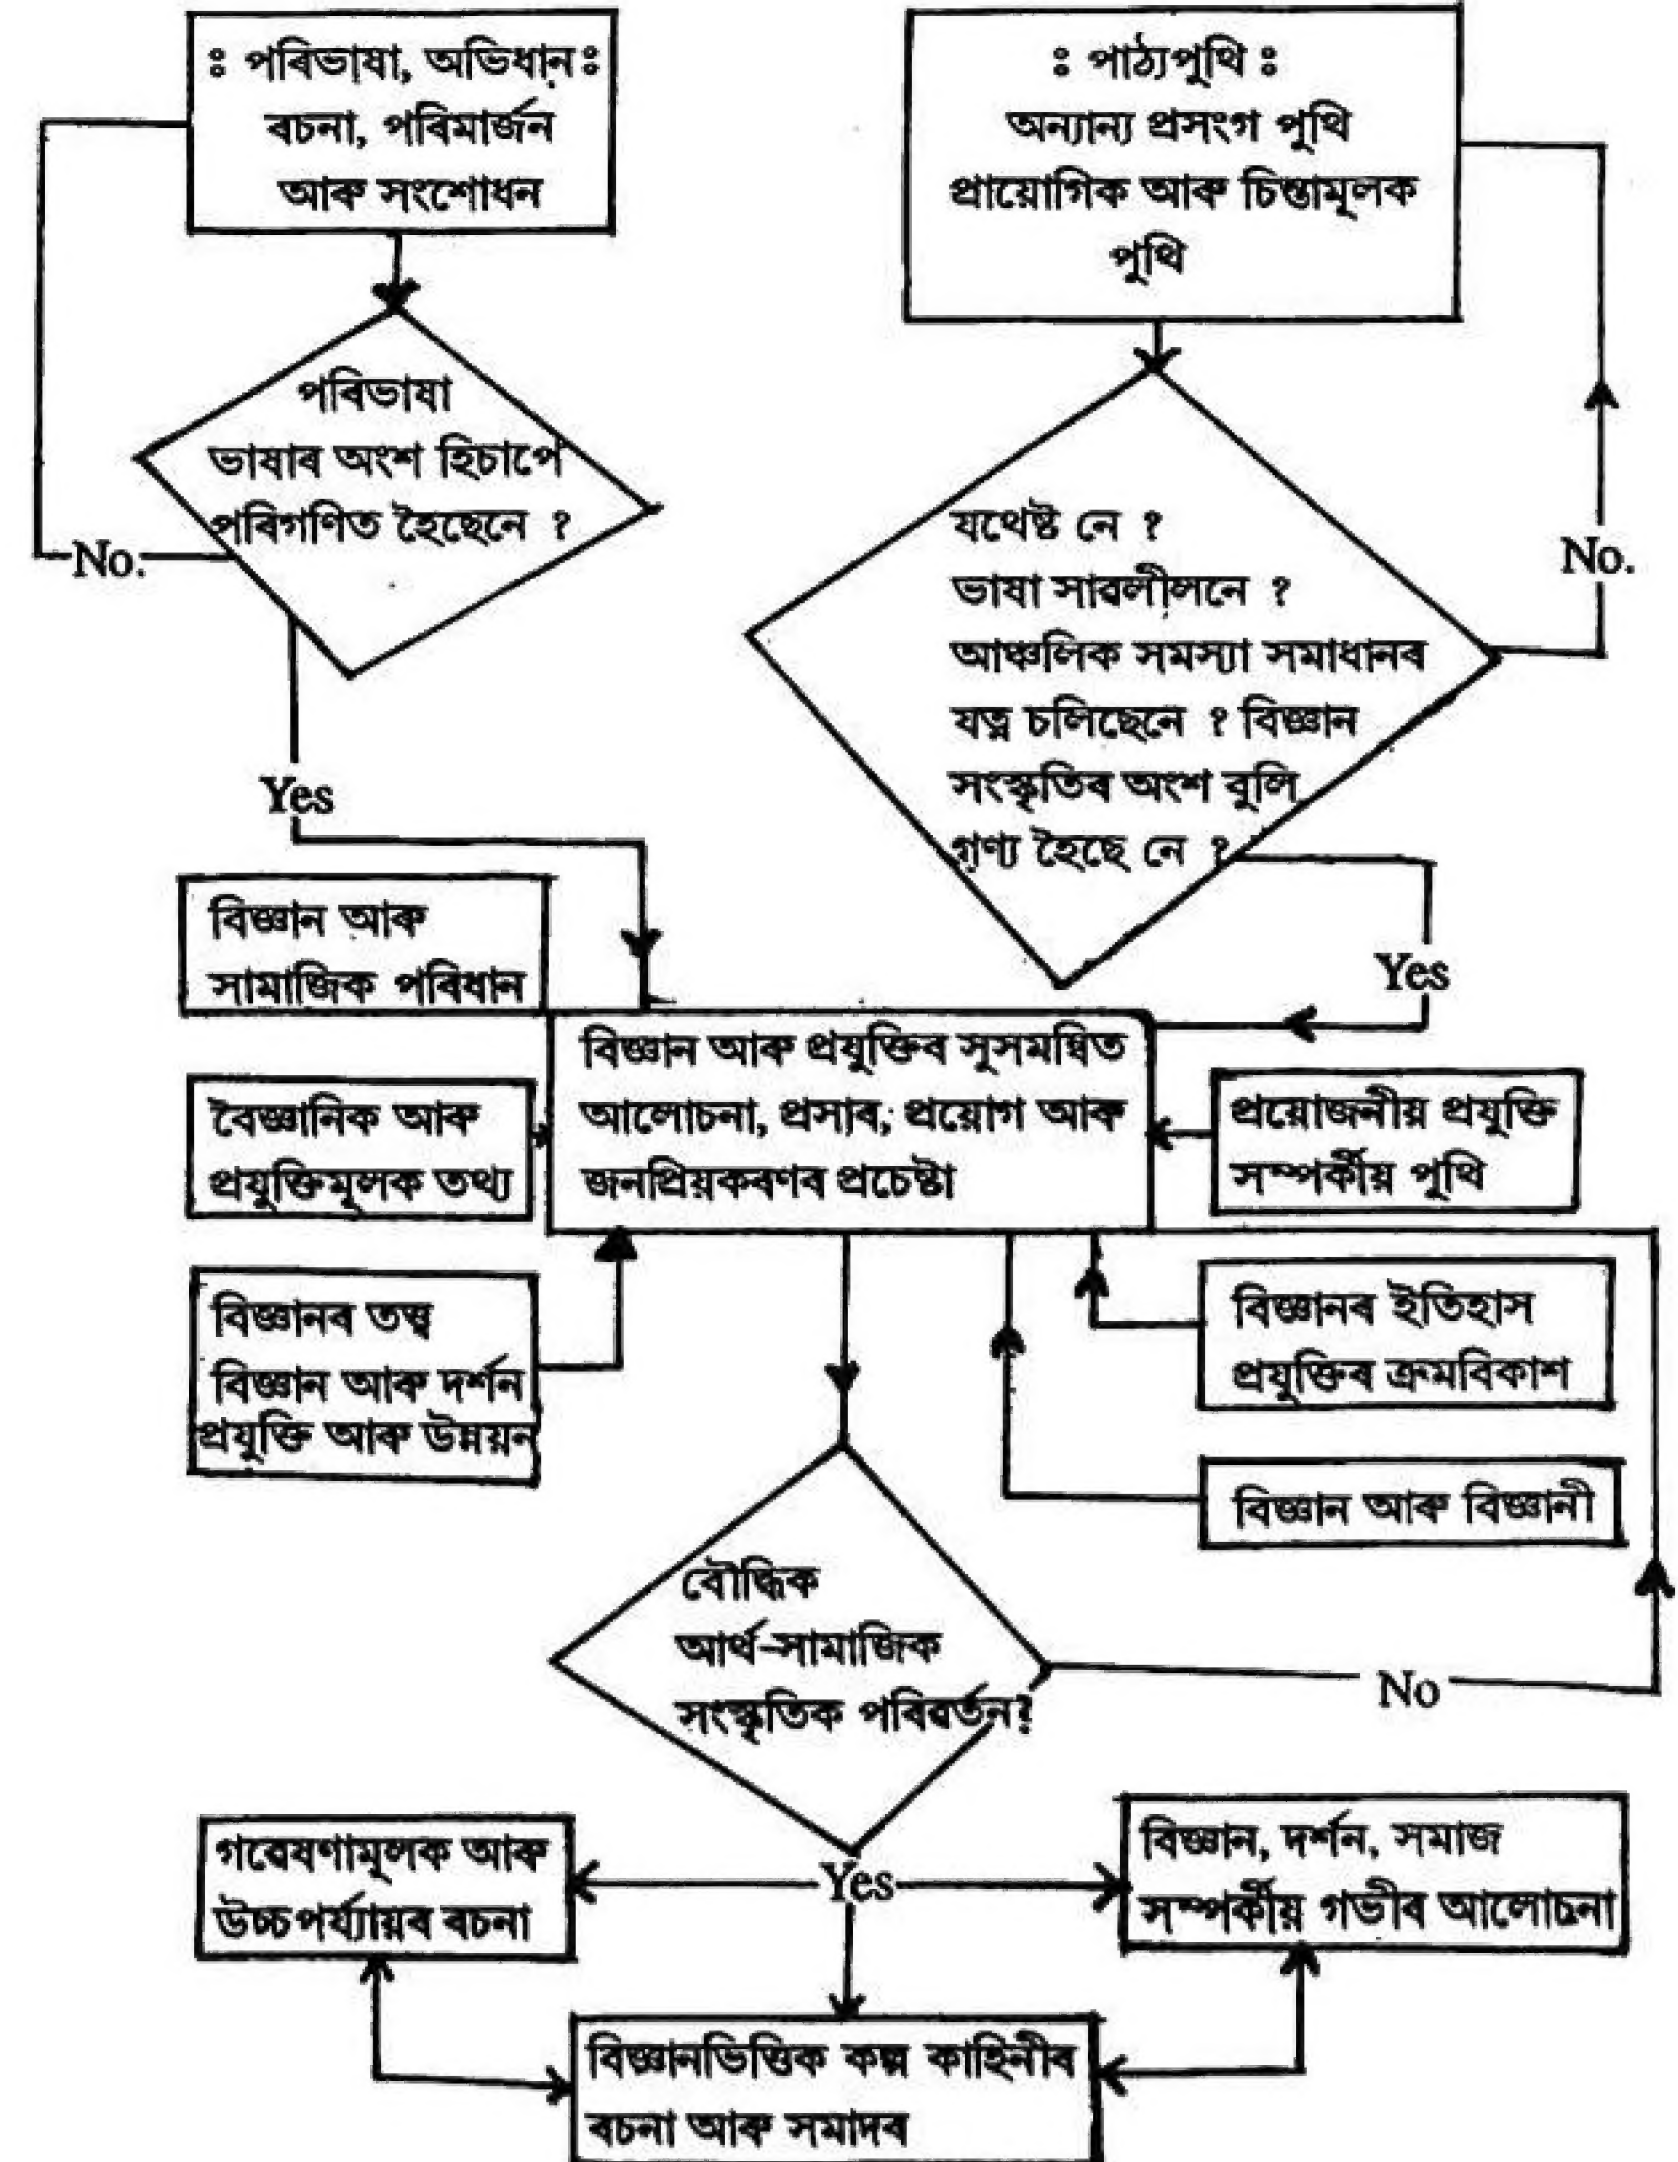 ঃ পৰিভাষা, অভিধান ঃ
ৰচনা, পৰিমাৰ্জন
আৰু সংশোধন
ঃ পাঠ্যপুথি ঃ
অন্যান্য প্ৰসংগ পুথি
প্ৰায়োগিক আৰু চিন্তামূলক
পুথি
পৰিভাষা
ভাষাৰ অংশ হিচাপে
পৰিগণিত হৈছেনে ?
No.
Yes
যথেষ্ট নে ?
ভাষা সাৱলীলনে ?
আঞ্চলিক সমস্যা সমাধানৰ
যত্ন চলিছেনে ? বিজ্ঞান
সংস্কৃতিৰ অংশ বুলি
গণ্য হৈছে নে ?
No.
Yes
বিজ্ঞান আৰু
সামাজিক পৰিধান
বিজ্ঞান আৰু প্ৰযুক্তিৰ সুসমন্বিত
আলোচনা, প্ৰসাৰ, প্ৰয়োগ আৰু
জনপ্ৰিয়কৰণৰ প্ৰচেষ্টা
বৈজ্ঞানিক আৰু
প্ৰযুক্তিমূলক তথ্য
প্ৰয়োজনীয় প্ৰযুক্তি
সম্পৰ্কীয় পুথি
বিজ্ঞানৰ তত্ত্ব
বিজ্ঞান আৰু দৰ্শন
প্ৰযুক্তি আৰু উন্নয়ন
বিজ্ঞানৰ ইতিহাস
প্ৰযুক্তিৰ ক্ৰমবিকাশ
বিজ্ঞান আৰু বিজ্ঞানী
বৌদ্ধিক
আৰ্থ-সামাজিক
সংস্কৃতিক পৰিৱৰ্তন?
No
Yes
গৱেষণামূলক আৰু
উচ্চপৰ্য্যায়ৰ ৰচনা
বিজ্ঞান, দৰ্শন, সমাজ
সম্পৰ্কীয় গভীৰ আলোচনা
বিজ্ঞানভিত্তিক কল্প কাহিনীৰ
ৰচনা আৰু সমাদৰ